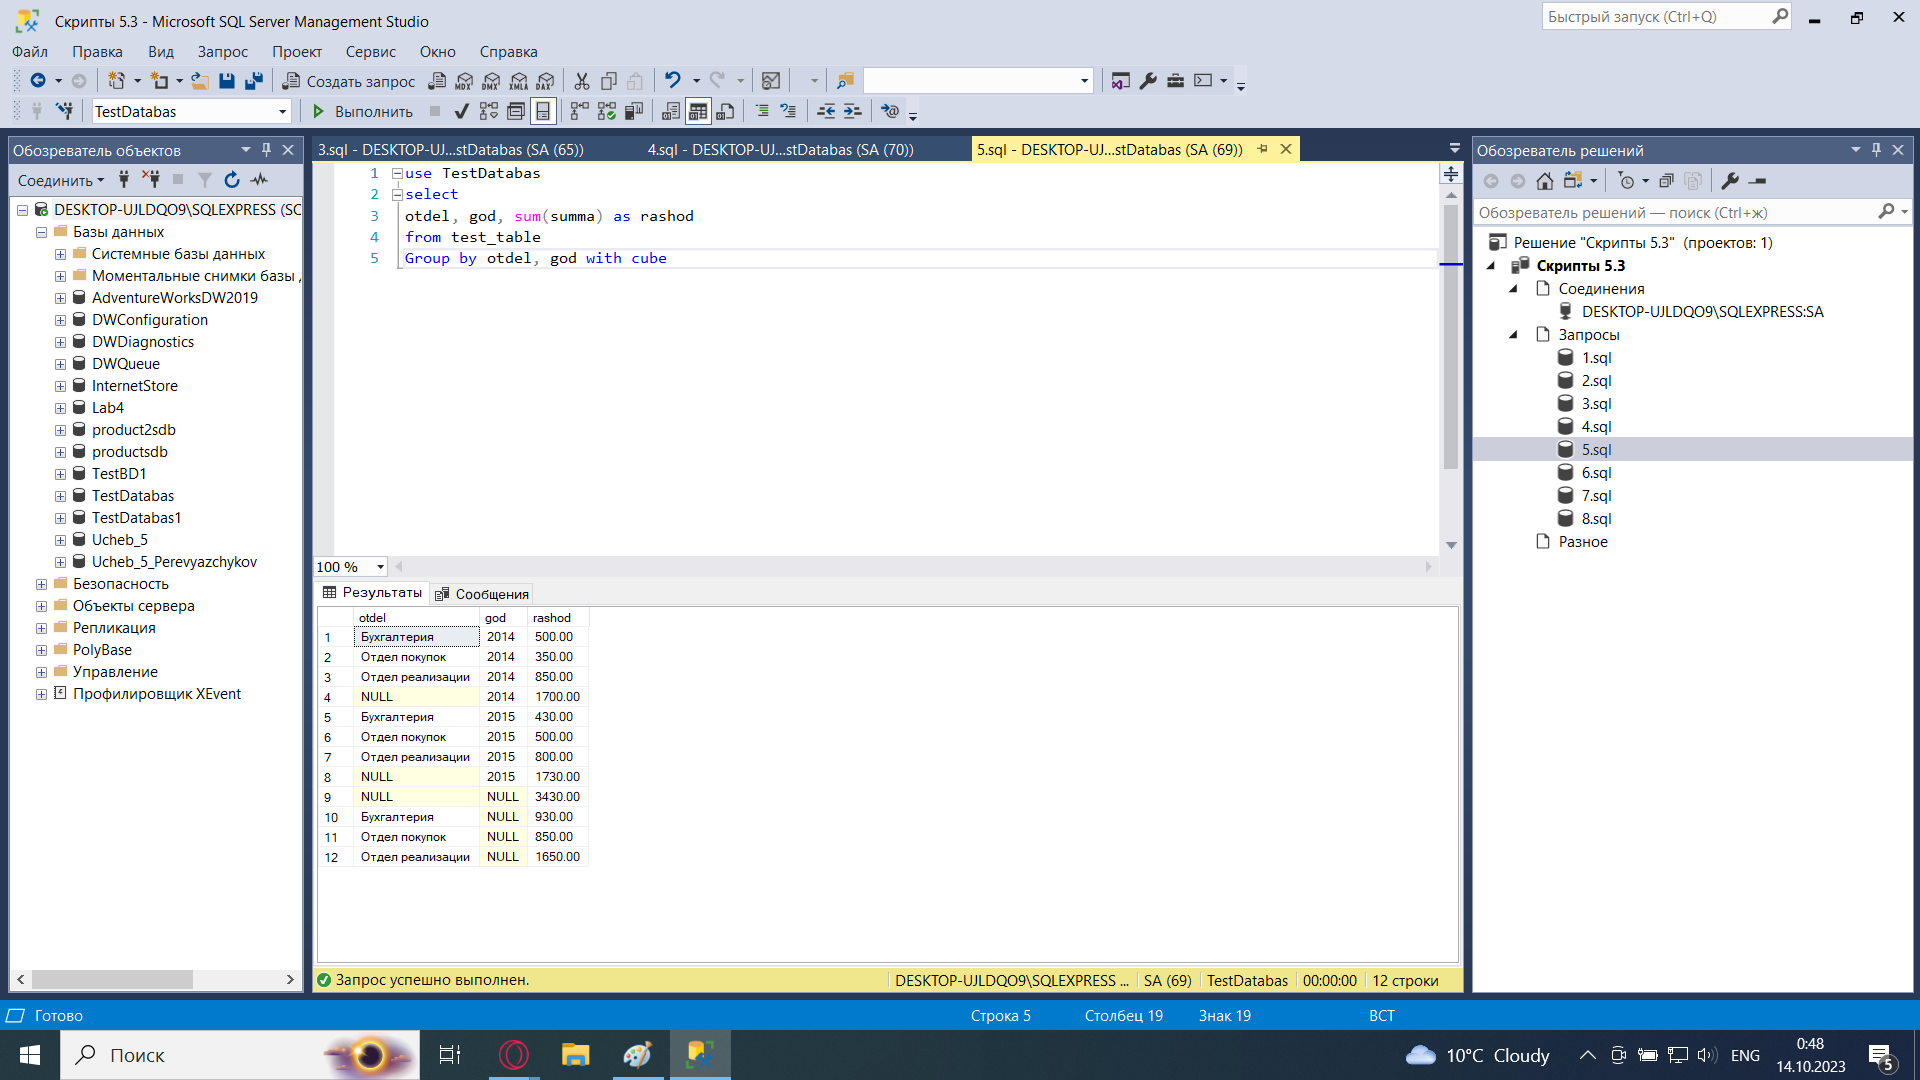 Скрипты 5.3 - Microsoft SQL Server Management Studio
Быстрый запуск (Ctrl+Q)
Файл Правка Вид Запрос Проект Сервис Окно Справка
Создать запрос MDX DMX XMLA DAX
TestDatabas Выполнить
Обозреватель объектов
Соединить
DESKTOP-UJLDQO9\SQLEXPRESS (SC
Базы данных
Системные базы данных
Моментальные снимки базы
AdventureWorksDW2019
DWConfiguration
DWDiagnostics
DWQueue
InternetStore
Lab4
product2sdb
productsdb
TestBD1
TestDatabas
TestDatabas1
Ucheb_5
Ucheb_5_Perevyazchykov
Безопасность
Объекты сервера
Репликация
PolyBase
Управление
Профилировщик XEvent
3.sql - DESKTOP-UJ...stDatabas (SA (65))
4.sql - DESKTOP-UJ...stDatabas (SA (70))
5.sql - DESKTOP-UJ...stDatabas (SA (69))
1 use TestDatabas
2 select
3 otdel, god, sum(summa) as rashod
4 from test_table
5 Group by otdel, god with cube
100 %
Результаты Сообщения
otdel god rashod
1 Бухгалтерия 2014 500.00
2 Отдел покупок 2014 350.00
3 Отдел реализации 2014 850.00
4 NULL 2014 1700.00
5 Бухгалтерия 2015 430.00
6 Отдел покупок 2015 500.00
7 Отдел реализации 2015 800.00
8 NULL 2015 1730.00
9 NULL NULL 3430.00
10 Бухгалтерия NULL 930.00
11 Отдел покупок NULL 850.00
12 Отдел реализации NULL 1650.00
Запрос успешно выполнен. DESKTOP-UJLDQO9\SQLEXPRESS ... SA (69) TestDatabas 00:00:00 12 строки
Обозреватель решений
Обозреватель решений — поиск (Ctrl+ж)
Решение "Скрипты 5.3" (проектов: 1)
Скрипты 5.3
Соединения
DESKTOP-UJLDQO9\SQLEXPRESS:SA
Запросы
1.sql
2.sql
3.sql
4.sql
5.sql
6.sql
7.sql
8.sql
Разное
Готово Строка 5 Столбец 19 Знак 19 ВСТ
Поиск
10°C Cloudy ENG
0:48
14.10.2023
5